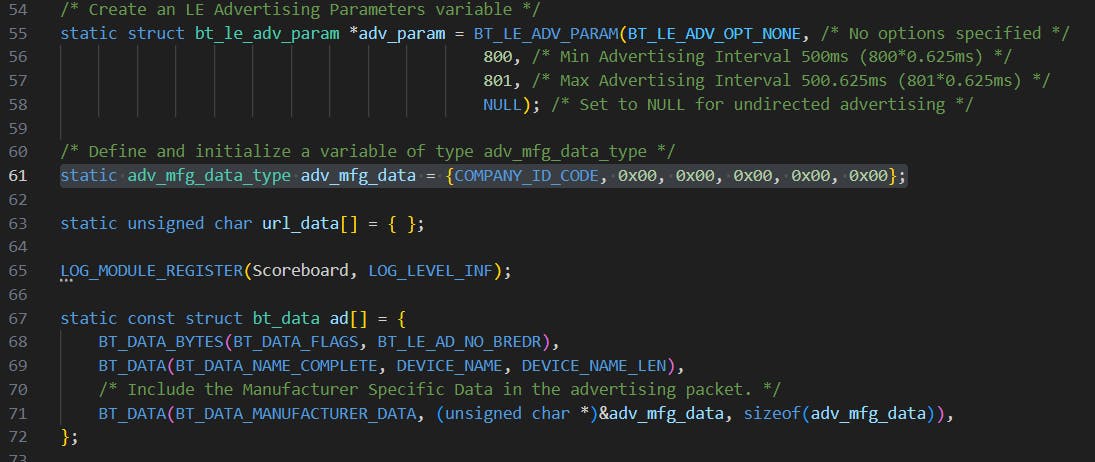 54 /* Create an LE Advertising Parameters variable */
55 static struct bt_le_adv_param *adv_param = BT_LE_ADV_PARAM(BT_LE_ADV_OPT_NONE, /* No options specified */
56 800, /* Min Advertising Interval 500ms (800*0.625ms) */
57 801, /* Max Advertising Interval 500.625ms (801*0.625ms) */
58 NULL); /* Set to NULL for undirected advertising */
59
60 /* Define and initialize a variable of type adv_mfg_data_type */
61 static adv_mfg_data_type adv_mfg_data = {COMPANY_ID_CODE, 0x00, 0x00, 0x00, 0x00, 0x00};
62
63 static unsigned char url_data[] = { };
64
65 LOG_MODULE_REGISTER(Scoreboard, LOG_LEVEL_INF);
66
67 static const struct bt_data ad[] = {
68 BT_DATA_BYTES(BT_DATA_FLAGS, BT_LE_AD_NO_BREDR),
69 BT_DATA(BT_DATA_NAME_COMPLETE, DEVICE_NAME, DEVICE_NAME_LEN),
70 /* Include the Manufacturer Specific Data in the advertising packet. */
71 BT_DATA(BT_DATA_MANUFACTURER_DATA, (unsigned char *)&adv_mfg_data, sizeof(adv_mfg_data)),
72 };
73